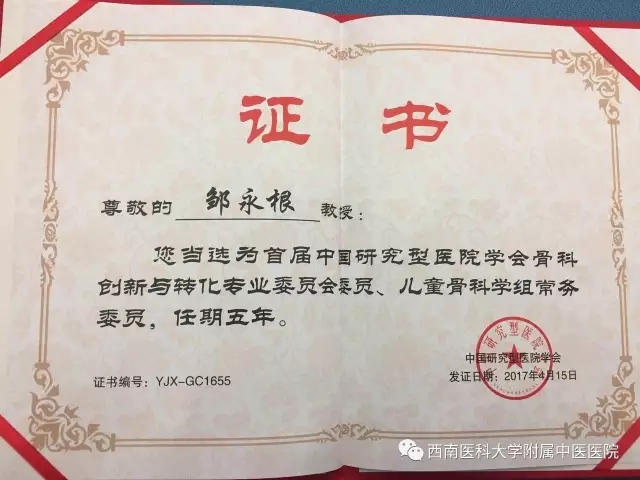 证书
尊敬的 邹永根 教授：
您当选为首届中国研究型医院学会骨科
创新与转化专业委员会委员、儿童骨科学组常务
委员，任期五年。
中国研究型医院学会
证书编号：YJX-GC1655 发证日期：2017年4月15日
西南医科大学附属中医医院